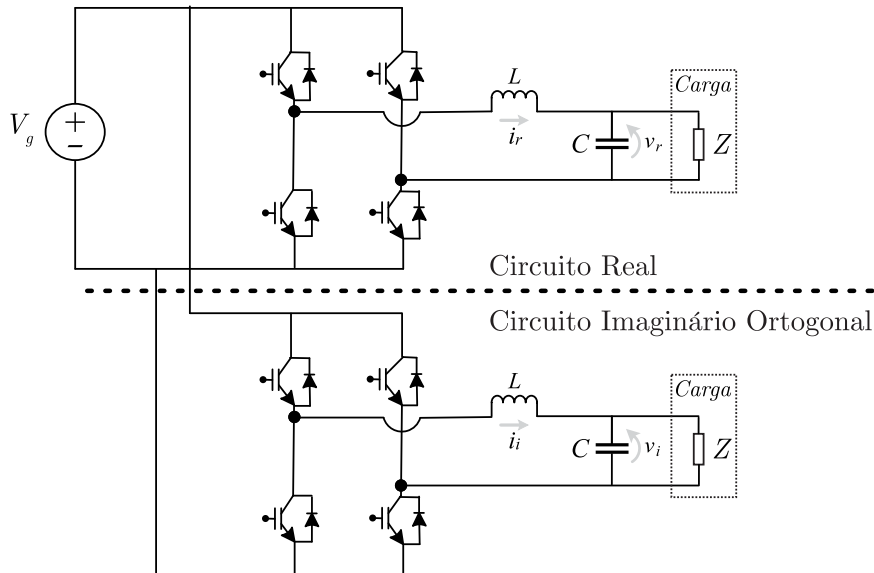 L
Carga
V_g
+
−
i_r
C
v_r
Z
Circuito Real
Circuito Imaginário Ortogonal
L
Carga
i_i
C
v_i
Z